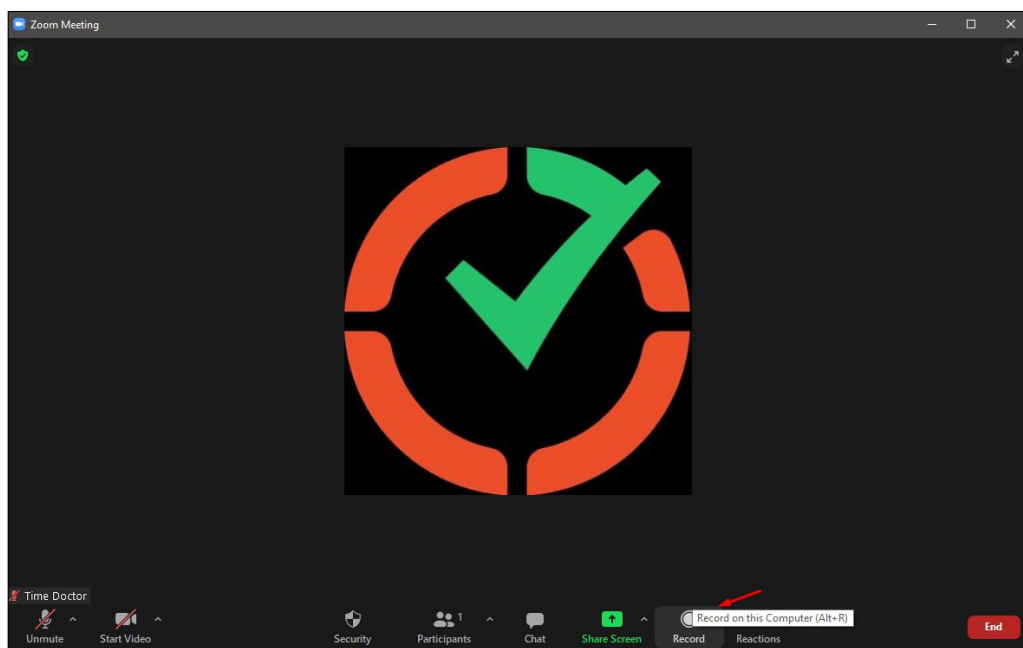 Zoom Meeting
Time Doctor
Unmute
Start Video
Security
1
Participants
Chat
Share Screen
Record on this Computer (Alt+R)
Record
Reactions
End